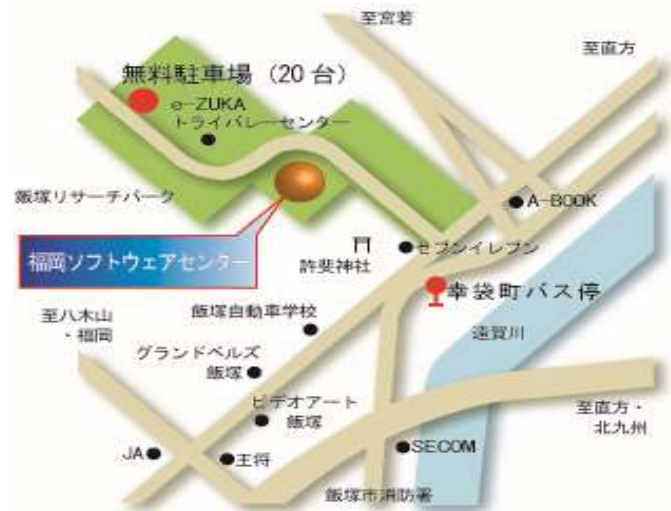 至宮若
至直方
無料駐車場（20台）
e-ZUKA
トライバレーセンター
飯塚リサーチパーク
A-BOOK
福岡ソフトウェアセンター
セブンイレブン
許斐神社
幸袋町バス停
至八木山
・福岡
飯塚自動車学校
遠賀川
グランドベルズ
飯塚
ビデオアート
飯塚
至直方・
北九州
JA
王将
SECOM
飯塚市消防署